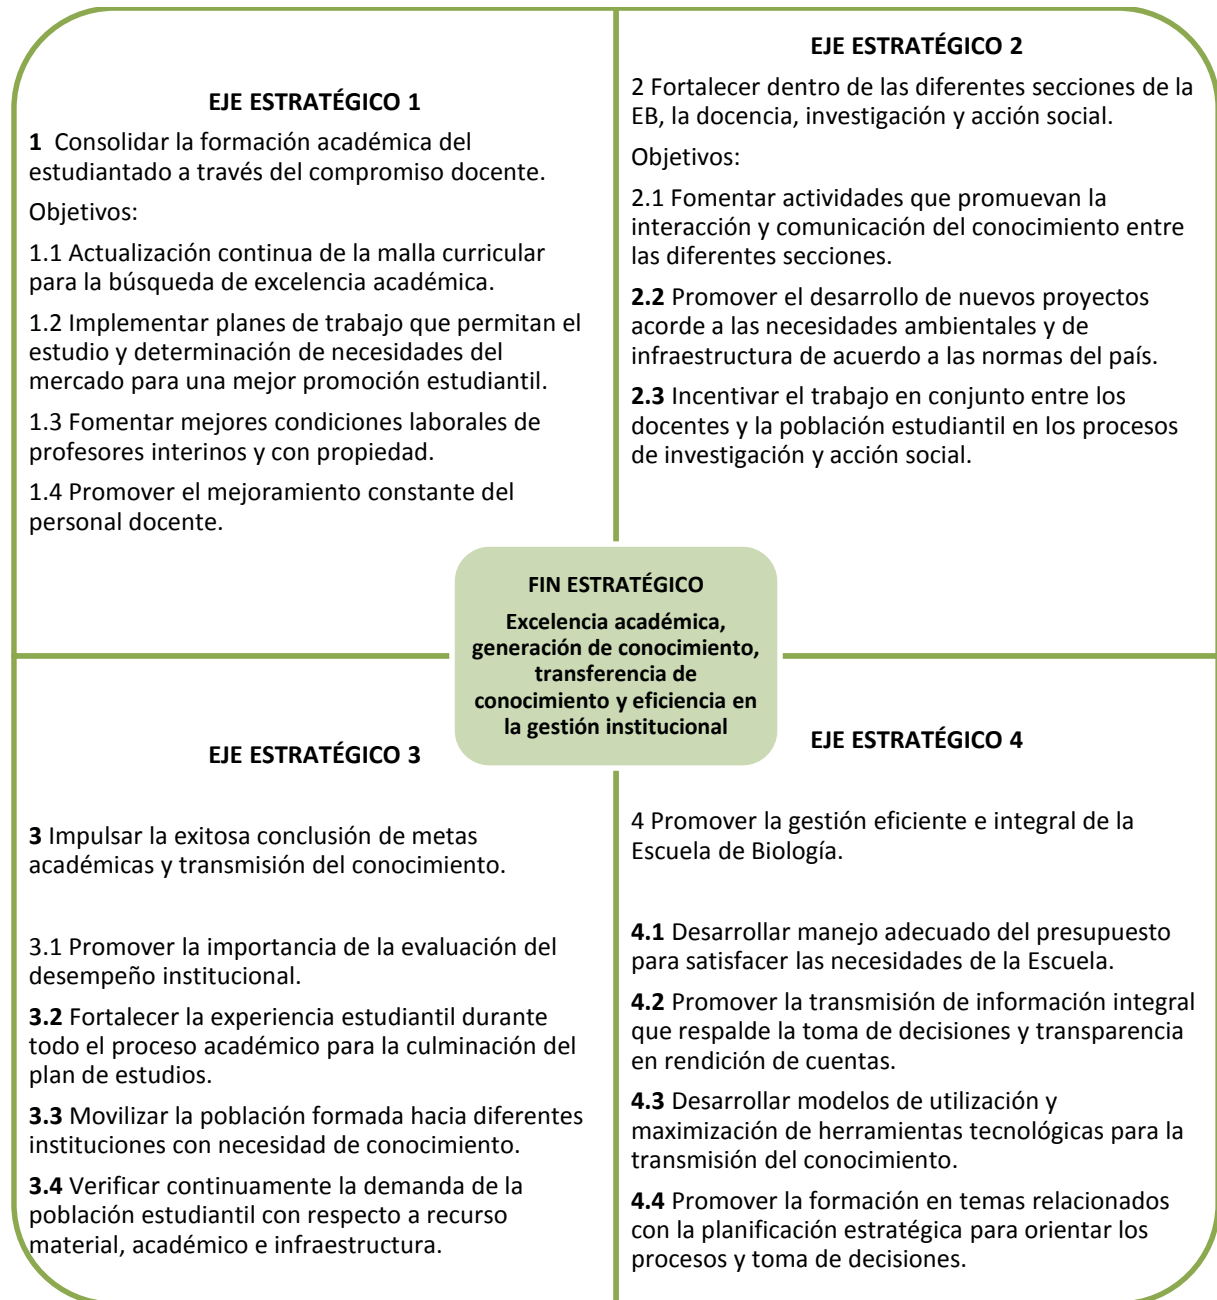 EJE ESTRATÉGICO 1
1 Consolidar la formación académica del
estudiantado a través del compromiso docente.
Objetivos:
1.1 Actualización continua de la malla curricular
para la búsqueda de excelencia académica.
1.2 Implementar planes de trabajo que permitan el
estudio y determinación de necesidades del
mercado para una mejor promoción estudiantil.
1.3 Fomentar mejores condiciones laborales de
profesores interinos y con propiedad.
1.4 Promover el mejoramiento constante del
personal docente.
EJE ESTRATÉGICO 2
2 Fortalecer dentro de las diferentes secciones de la
EB, la docencia, investigación y acción social.
Objetivos:
2.1 Fomentar actividades que promuevan la
interacción y comunicación del conocimiento entre
las diferentes secciones.
2.2 Promover el desarrollo de nuevos proyectos
acorde a las necesidades ambientales y de
infraestructura de acuerdo a las normas del país.
2.3 Incentivar el trabajo en conjunto entre los
docentes y la población estudiantil en los procesos
de investigación y acción social.
FIN ESTRATÉGICO
Excelencia académica,
generación de conocimiento,
transferencia de
conocimiento y eficiencia en
la gestión institucional
EJE ESTRATÉGICO 3
3 Impulsar la exitosa conclusión de metas
académicas y transmisión del conocimiento.
3.1 Promover la importancia de la evaluación del
desempeño institucional.
3.2 Fortalecer la experiencia estudiantil durante
todo el proceso académico para la culminación del
plan de estudios.
3.3 Movilizar la población formada hacia diferentes
instituciones con necesidad de conocimiento.
3.4 Verificar continuamente la demanda de la
población estudiantil con respecto a recurso
material, académico e infraestructura.
EJE ESTRATÉGICO 4
4 Promover la gestión eficiente e integral de la
Escuela de Biología.
4.1 Desarrollar manejo adecuado del presupuesto
para satisfacer las necesidades de la Escuela.
4.2 Promover la transmisión de información integral
que respalde la toma de decisiones y transparencia
en rendición de cuentas.
4.3 Desarrollar modelos de utilización y
maximización de herramientas tecnológicas para la
transmisión del conocimiento.
4.4 Promover la formación en temas relacionados
con la planificación estratégica para orientar los
procesos y toma de decisiones.